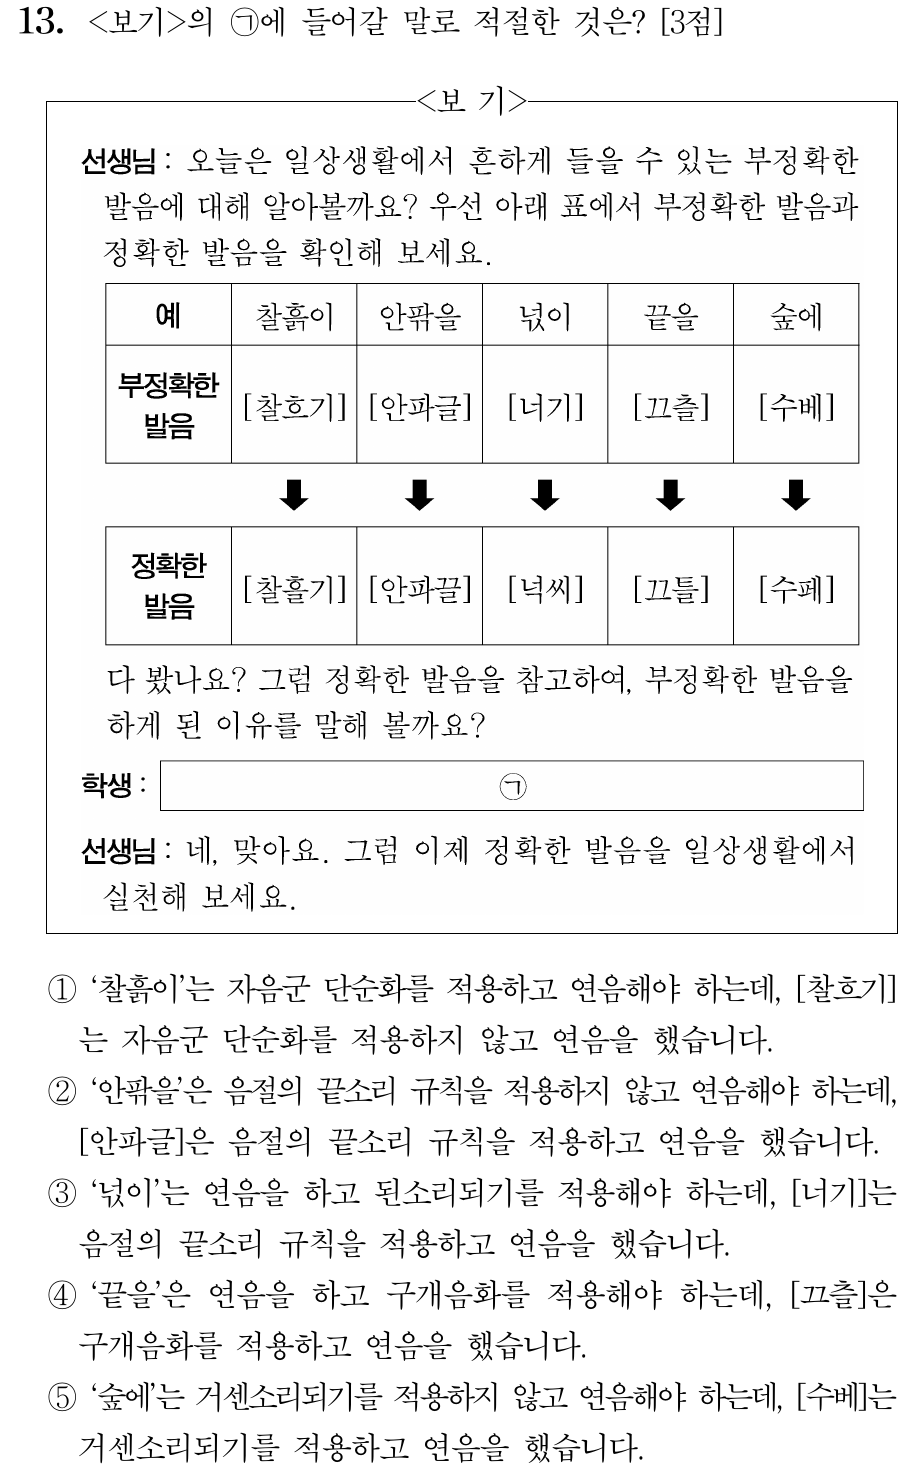 13. <보기>의 ㉠에 들어갈 말로 적절한 것은? [3점]
<보 기>
선생님 : 오늘은 일상생활에서 흔하게 들을 수 있는 부정확한
발음에 대해 알아볼까요? 우선 아래 표에서 부정확한 발음과
정확한 발음을 확인해 보세요.
예 찰흙이 안팎을 넋이 끝을 숲에
부정확한
발음 [찰흐기] [안파글] [너기] [끄츨] [수베]
정확한
발음 [찰흘기] [안파끌] [넉씨] [끄틀] [수페]
다 봤나요? 그럼 정확한 발음을 참고하여, 부정확한 발음을
하게 된 이유를 말해 볼까요?
학생 : ㉠
선생님 : 네, 맞아요. 그럼 이제 정확한 발음을 일상생활에서
실천해 보세요.
① ‘찰흙이’는 자음군 단순화를 적용하고 연음해야 하는데, [찰흐기]
는 자음군 단순화를 적용하지 않고 연음을 했습니다.
② ‘안팎을’은 음절의 끝소리 규칙을 적용하지 않고 연음해야 하는데,
[안파글]은 음절의 끝소리 규칙을 적용하고 연음을 했습니다.
③ ‘넋이’는 연음을 하고 된소리되기를 적용해야 하는데, [너기]는
음절의 끝소리 규칙을 적용하고 연음을 했습니다.
④ ‘끝을’은 연음을 하고 구개음화를 적용해야 하는데, [끄츨]은
구개음화를 적용하고 연음을 했습니다.
⑤ ‘숲에’는 거센소리되기를 적용하지 않고 연음해야 하는데, [수베]는
거센소리되기를 적용하고 연음을 했습니다.